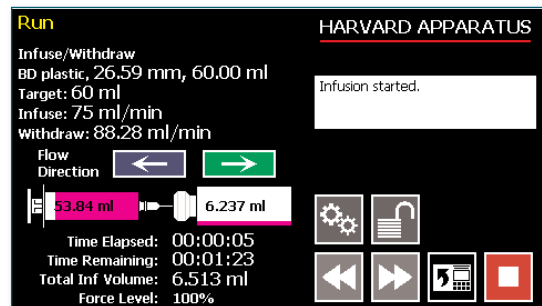 Run
HARVARD APPARATUS
Infuse/Withdraw
BD plastic, 26.59 mm, 60.00 ml
Target: 60 ml
Infuse: 75 ml/min
Withdraw: 88.28 ml/min
Infusion started.
Flow
Direction
53.84 ml
6.237 ml
Time Elapsed: 00:00:05
Time Remaining: 00:01:23
Total Inf Volume: 6.513 ml
Force Level: 100%